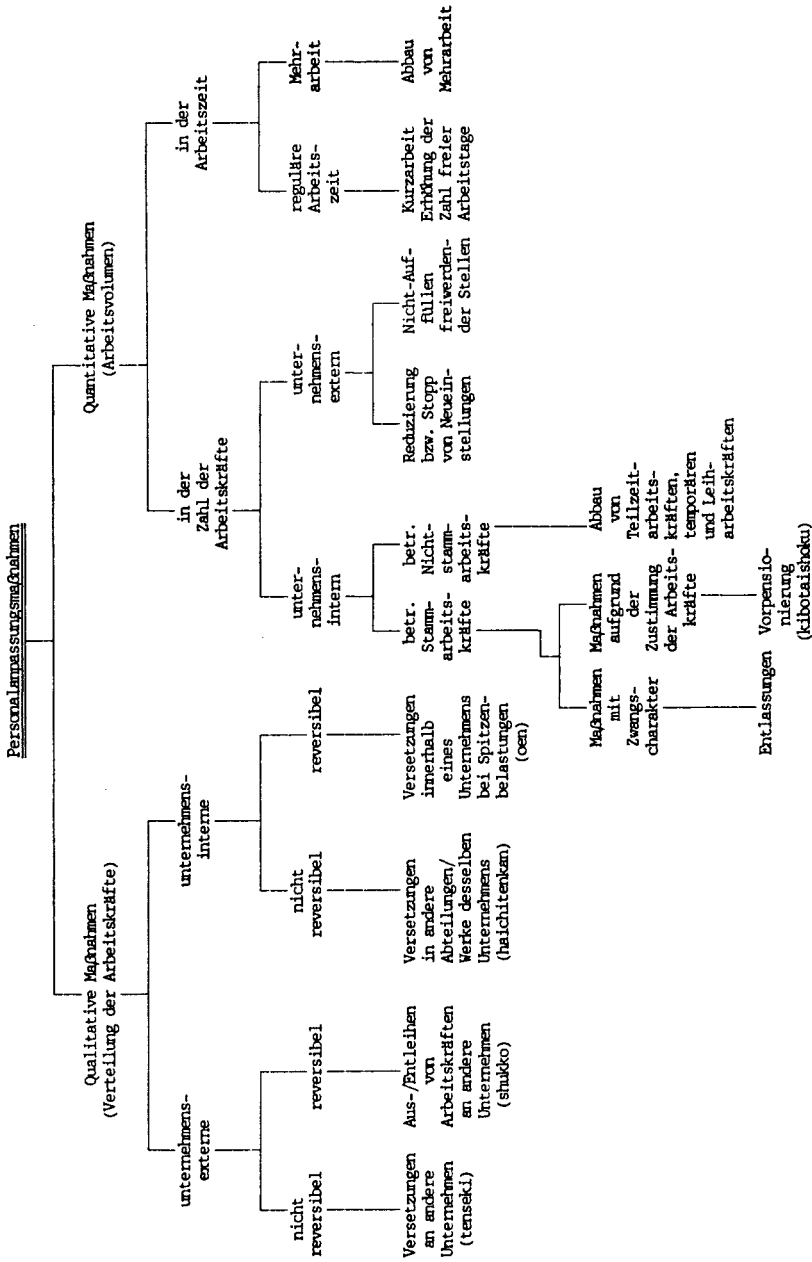 Personalanpassungsmaßnahmen
Qualitative Maßnahmen
(Verteilung der Arbeitskräfte)
Quantitative Maßnahmen
(Arbeitsvolumen)
unternehmens-
externe
unternehmens-
interne
in der
Zahl der
Arbeitskräfte
in der
Arbeitszeit
nicht
reversibel
reversibel
nicht
reversibel
reversibel
unter-
nehmens-
intern
unter-
nehmens-
extern
reguläre
Arbeits-
zeit
Mehr-
arbeit
Versetzungen
an andere
Unternehmen
(tenseki)
Aus-/Entleihen
von
Arbeitskräften
an andere
Unternehmen
(shukko)
Versetzungen
in andere
Abteilungen/
Werke desselben
Unternehmens
(haichitenkan)
Versetzungen
innerhalb
eines
Unternehmens
bei Spitzen-
belastungen
(oen)
betr.
Stamm-
arbeits-
kräfte
betr.
Nicht-
stamm-
arbeits-
kräfte
Reduzierung
bzw. Stopp
von Neuein-
stellungen
Nicht-Auf-
füllen
freiwerden-
der Stellen
Kurzarbeit
Erhöhung der
Zahl freier
Arbeitstage
Abbau
von
Mehrarbeit
Maßnahmen
mit
Zwangs-
charakter
Maßnahmen
aufgrund
der
Zustimmung
der Arbeits-
kräfte
Abbau
von
Teilzeit-
arbeits-
kräften,
temporären
und Leih-
arbeitskräften
Entlassungen
Vorpensio-
nierung
(kibotaishoku)